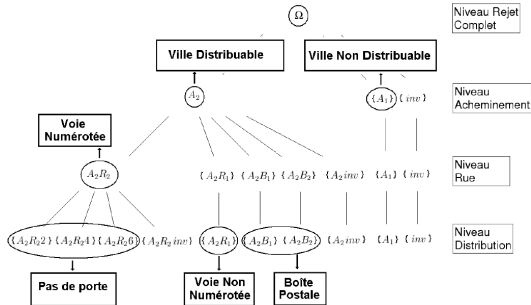 Ω
Niveau Rejet
Complet
Ville Distribuable
Ville Non Distribuable
A₂
{A₁} {inv}
Niveau
Acheminement
Voie
Numérotée
A₂R₂
{A₂R₁} {A₂B₁} {A₂B₂} {A₂inv} {A₁} {inv}
Niveau
Rue
{A₂R₂2} {A₂R₂4} {A₂R₂6} {A₂R₂inv} {A₂R₁} {A₂B₁} {A₂B₂} {A₂inv} {A₁} {inv}
Niveau
Distribution
Pas de porte
Voie Non
Numérotée
Boîte
Postale